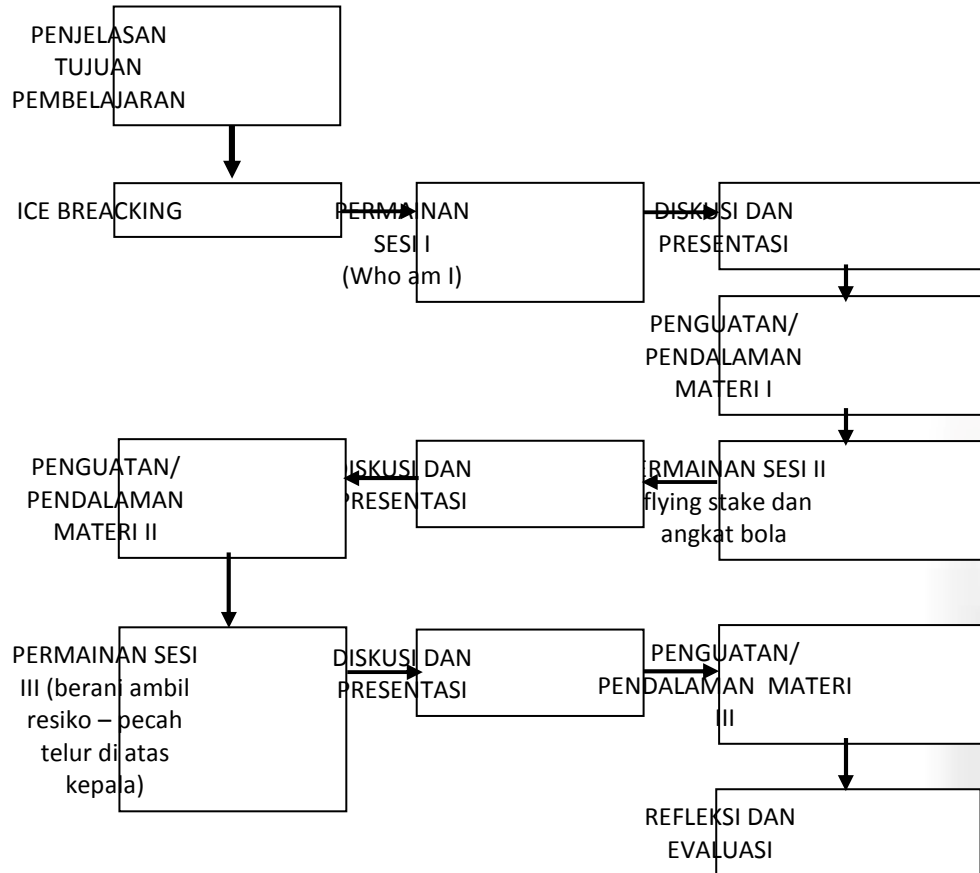 PENJELASAN
TUJUAN
PEMBELAJARAN
ICE BREACKING
PERMAINAN
SESI I
(Who am I)
DISKUSI DAN
PRESENTASI
PENGUATAN/
PENDALAMAN
MATERI I
ERMAINAN SESI II
flying stake dan
angkat bola
DISKUSI DAN
PRESENTASI
PENGUATAN/
PENDALAMAN
MATERI II
PERMAINAN SESI
III (berani ambil
resiko – pecah
telur di atas
kepala)
DISKUSI DAN
PRESENTASI
PENGUATAN/
PENDALAMAN MATERI
III
REFLEKSI DAN
EVALUASI